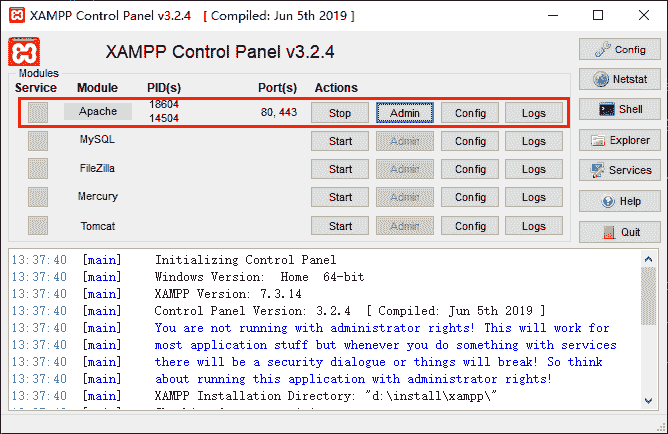 XAMPP Control Panel v3.2.4 [ Compiled: Jun 5th 2019 ]
XAMPP Control Panel v3.2.4
Config
Modules
Service Module PID(s) Port(s) Actions
Netstat
Apache 18604 14504 80, 443 Stop Admin Config Logs
Shell
MySQL Start Admin Config Logs
Explorer
FileZilla Start Admin Config Logs
Services
Mercury Start Admin Config Logs
Help
Tomcat Start Admin Config Logs
Quit
13:37:40 [main] Initializing Control Panel
13:37:40 [main] Windows Version: Home 64-bit
13:37:40 [main] XAMPP Version: 7.3.14
13:37:40 [main] Control Panel Version: 3.2.4 [ Compiled: Jun 5th 2019 ]
13:37:40 [main] You are not running with administrator rights! This will work for
13:37:40 [main] most application stuff but whenever you do something with services
13:37:40 [main] there will be a security dialogue or things will break! So think
13:37:40 [main] about running this application with administrator rights!
13:37:40 [main] XAMPP Installation Directory: "d:\install\xampp\"
13:37:40 [main]